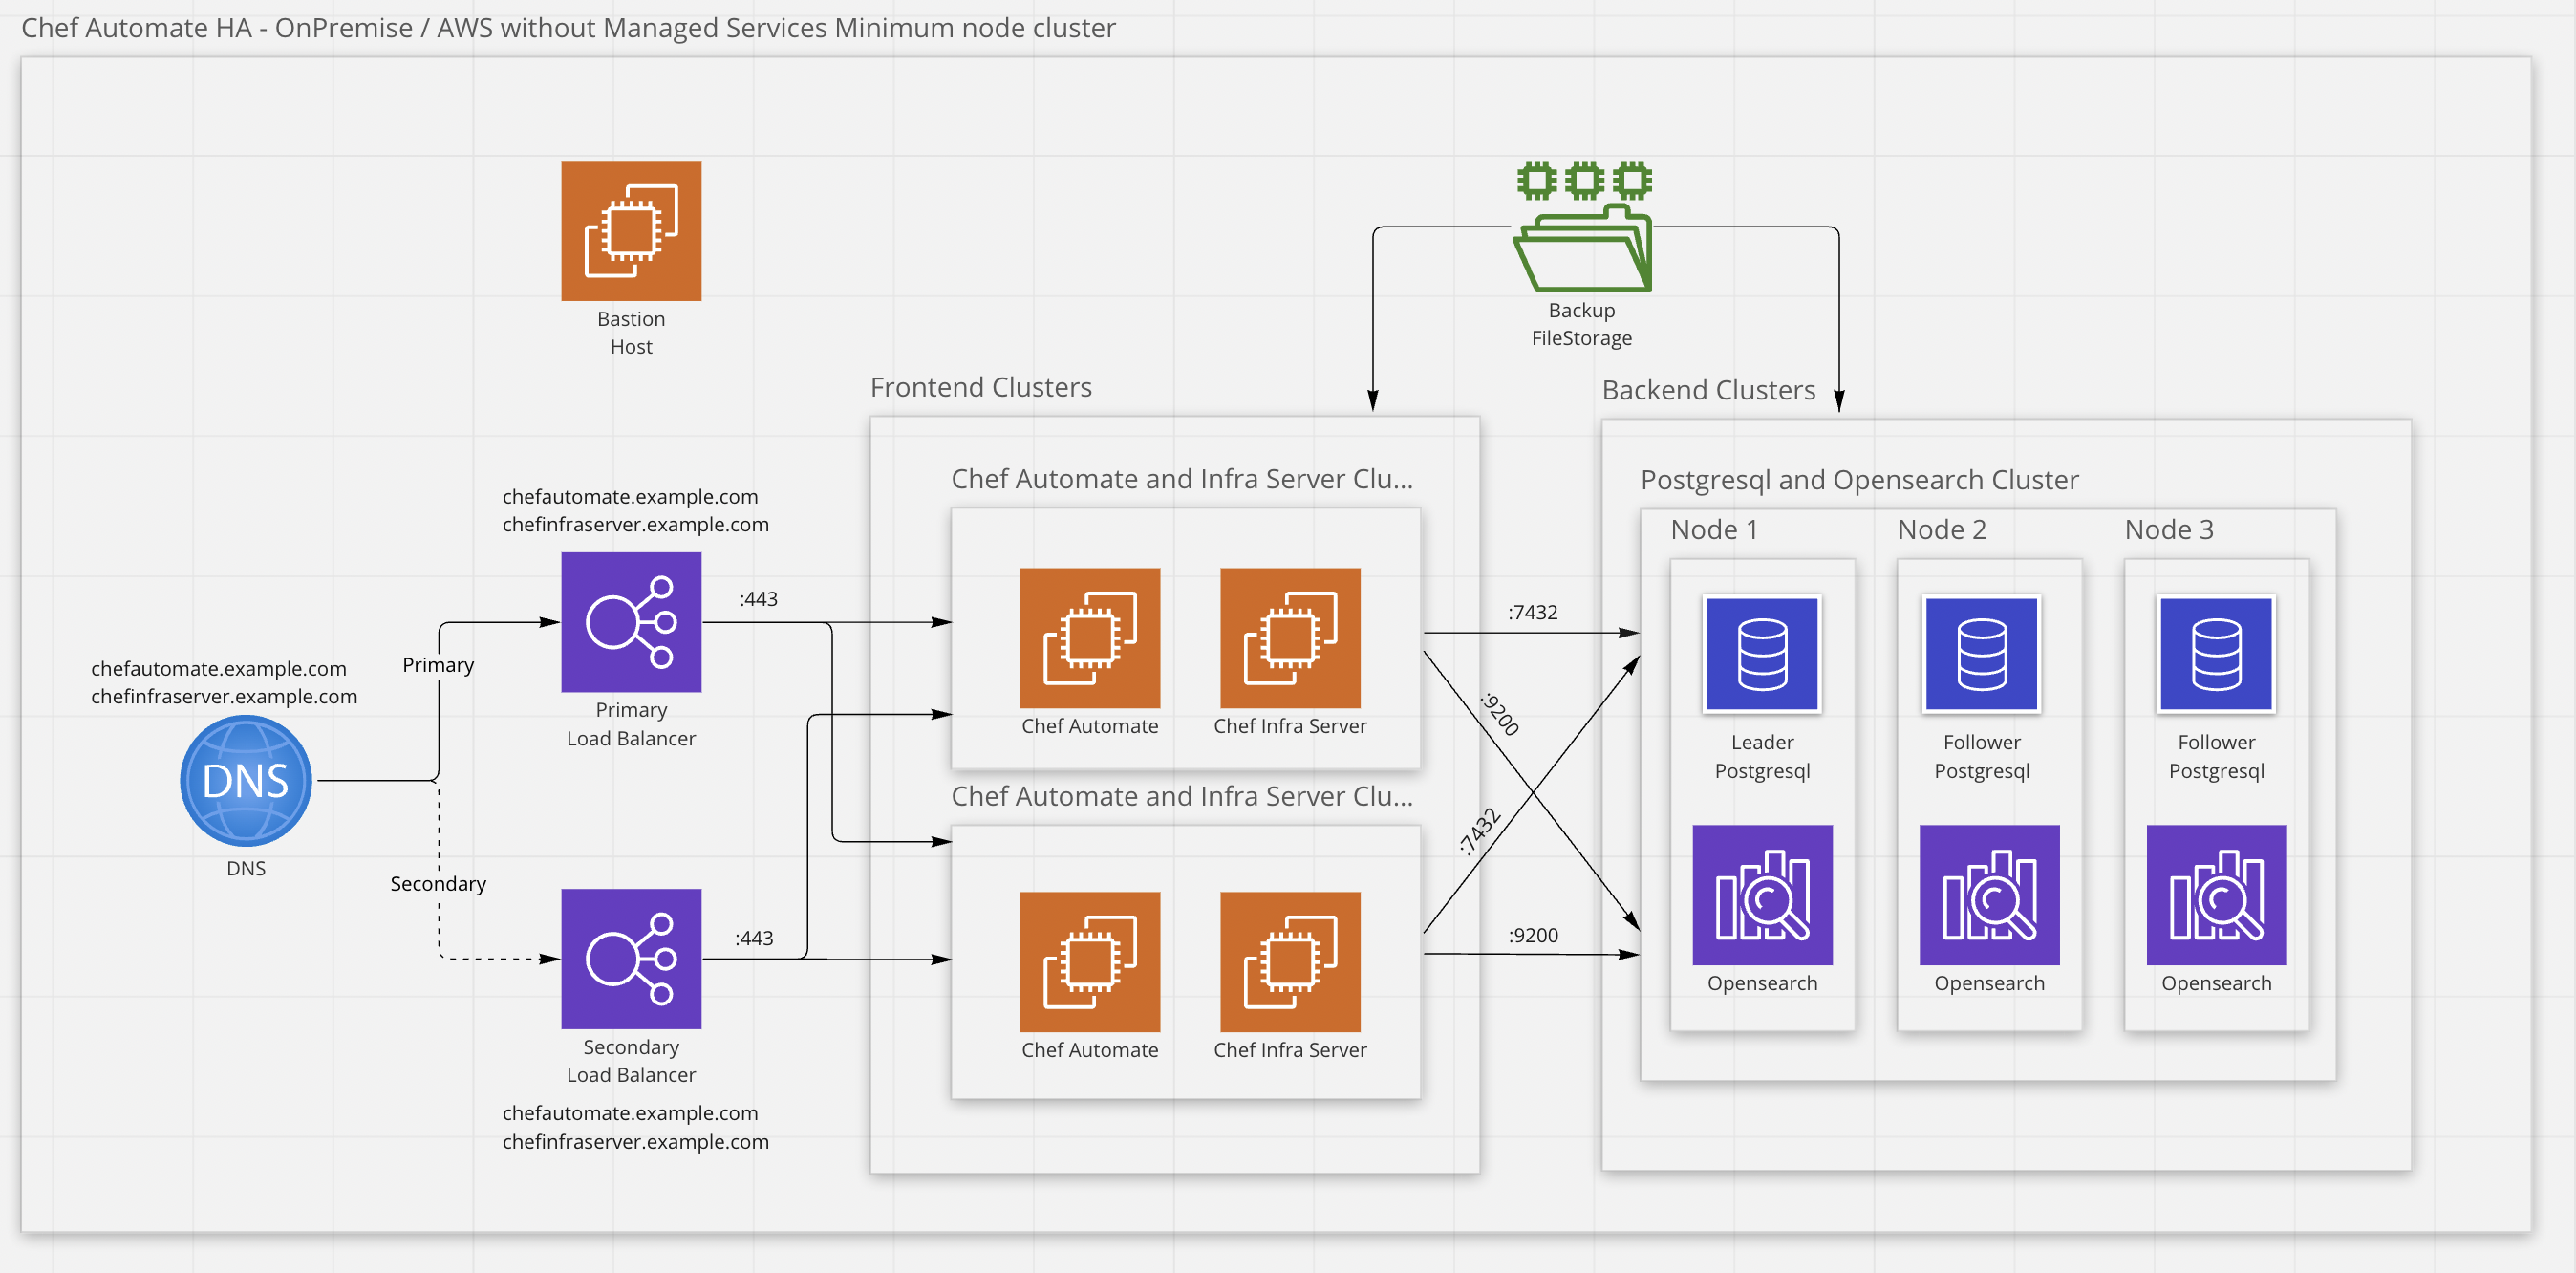 Chef Automate HA - OnPremise / AWS without Managed Services Minimum node cluster
Bastion
Host
Backup
FileStorage
Frontend Clusters
Backend Clusters
chefautomate.example.com
chefinfraserver.example.com
Primary
Load Balancer
:443
chefautomate.example.com
chefinfraserver.example.com
DNS
DNS
Primary
Secondary
:443
Secondary
Load Balancer
chefautomate.example.com
chefinfraserver.example.com
Chef Automate and Infra Server Clu...
Chef Automate
Chef Infra Server
Chef Automate and Infra Server Clu...
Chef Automate
Chef Infra Server
:7432
:9200
:7432
:9200
Postgresql and Opensearch Cluster
Node 1
Leader
Postgresql
Opensearch
Node 2
Follower
Postgresql
Opensearch
Node 3
Follower
Postgresql
Opensearch